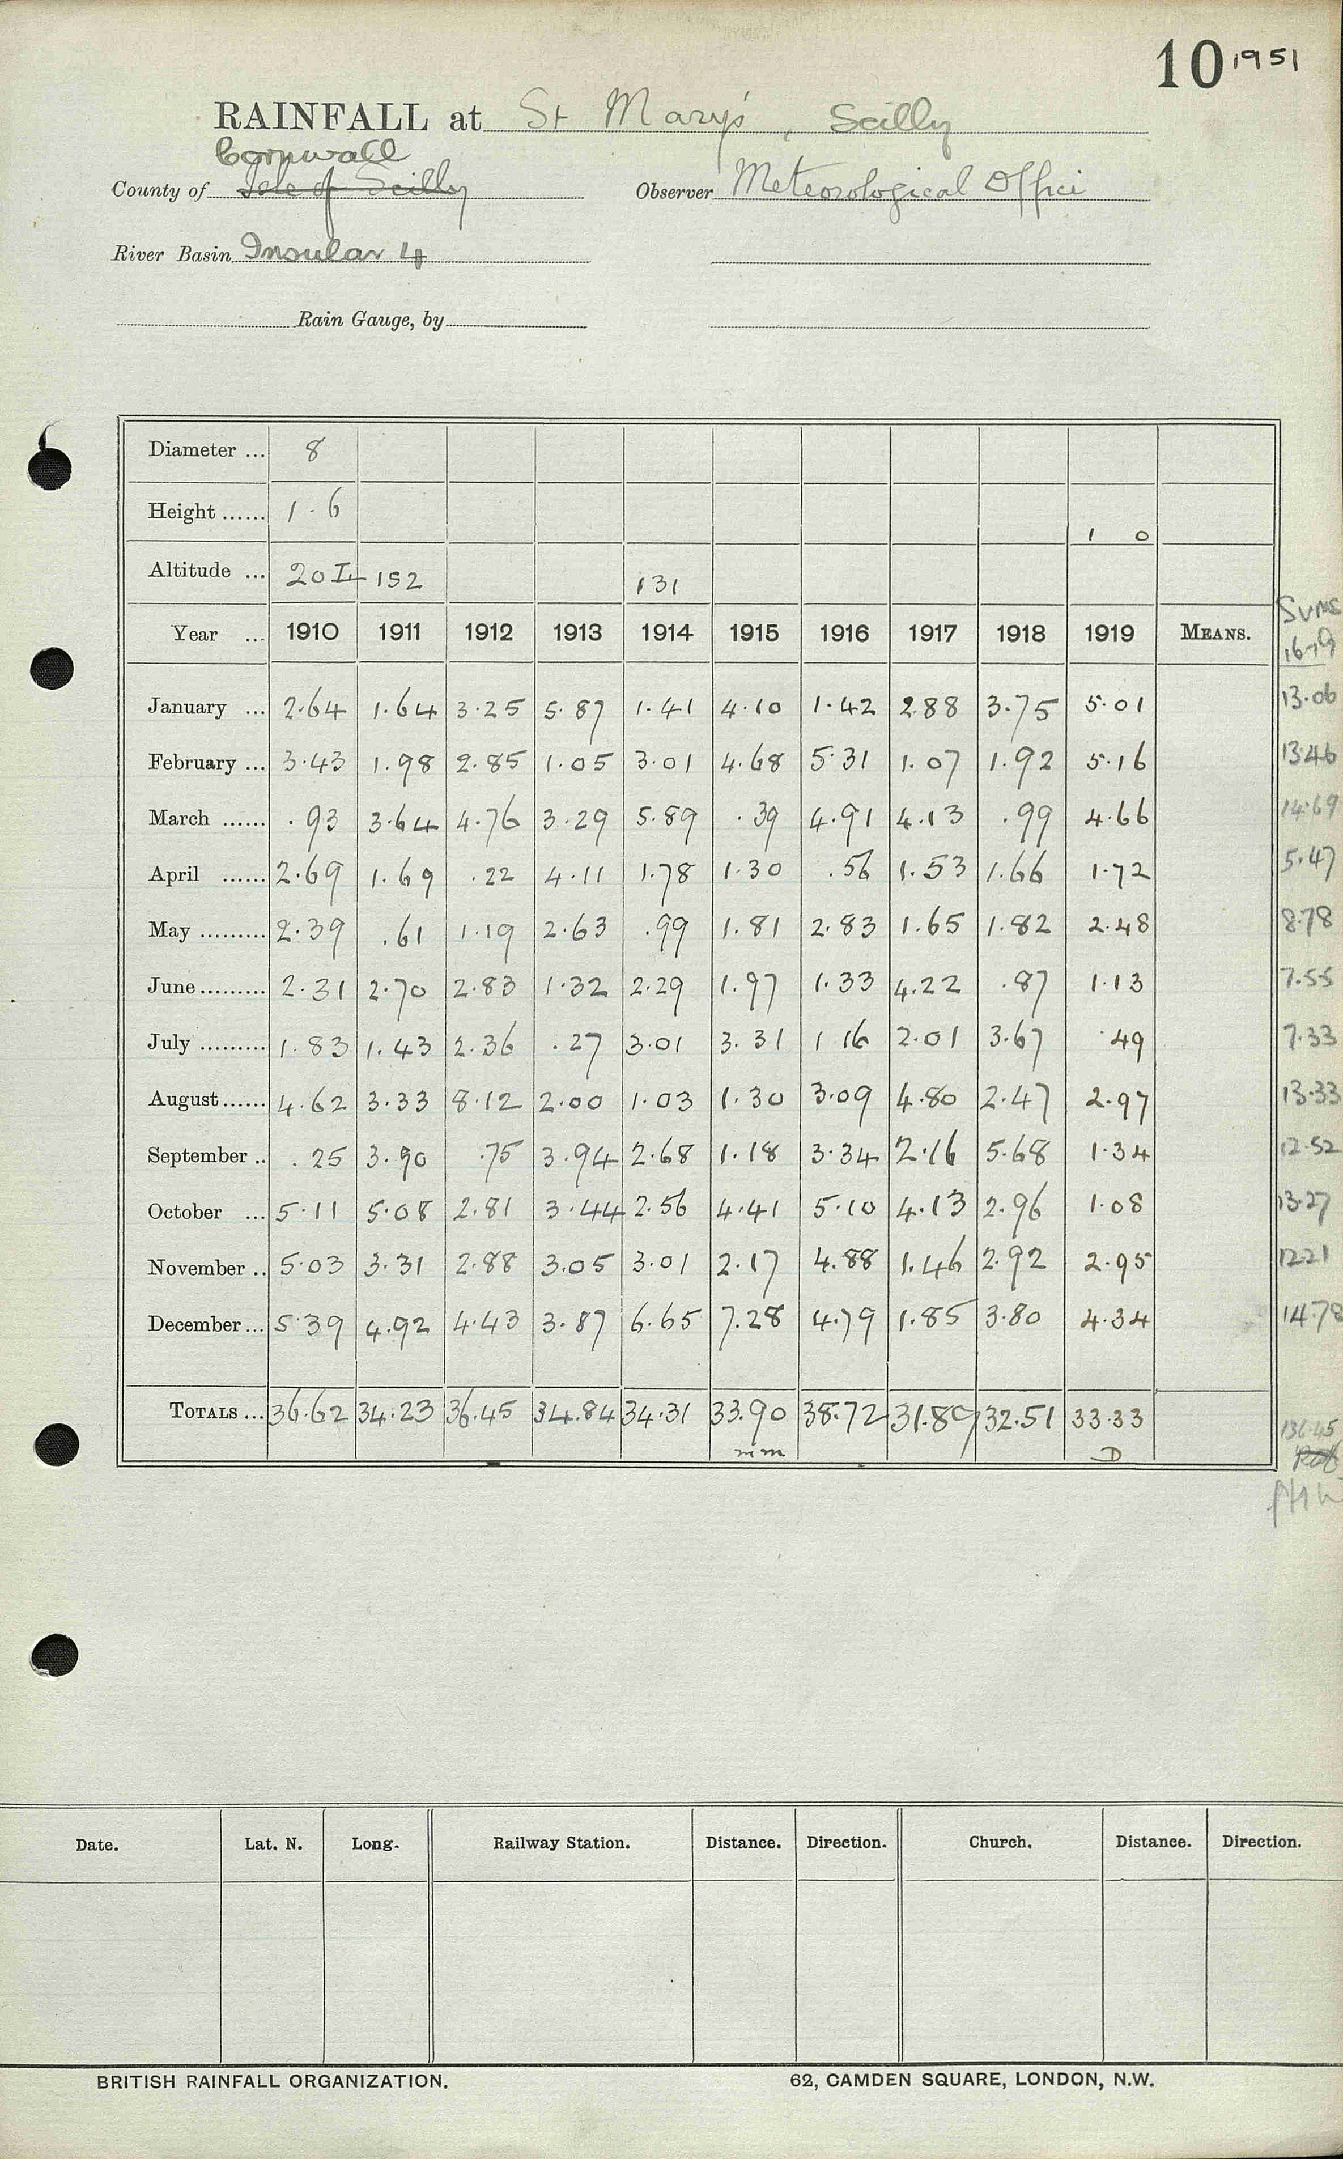 10 1951
RAINFALL at St Mary's, Scilly
Cornwall
County of Isle of Scilly Observer Meteorological Office
River Basin Insular 4
Rain Gauge, by
Diameter ... 8
Height ...... 1.6 1 0
Altitude ... 20 152 131
Year ... 1910 1911 1912 1913 1914 1915 1916 1917 1918 1919 MEANS. Sums 16-19
January ... 2.64 1.64 3.25 5.87 1.41 4.10 1.42 2.88 3.75 5.01 13.06
February ... 3.43 1.98 2.85 1.05 3.01 4.68 5.31 1.07 1.92 5.16 13.46
March ...... .93 3.64 4.76 3.29 5.89 .39 4.91 4.13 .99 4.66 14.69
April ...... 2.69 1.69 .22 4.11 1.78 1.30 .56 1.53 1.66 1.72 5.47
May ......... 2.39 .61 1.19 2.63 .99 1.81 2.83 1.65 1.82 2.48 8.78
June ......... 2.31 2.70 2.83 1.32 2.29 1.97 1.33 4.22 .87 1.13 7.55
July ......... 1.83 1.43 2.36 .27 3.01 3.31 1 16 2.01 3.67 .49 7.33
August ...... 4.62 3.33 8.12 2.00 1.03 1.30 3.09 4.80 2.47 2.97 13.33
September .. .25 3.90 .75 3.94 2.68 1.18 3.34 2.16 5.68 1.34 12.52
October ... 5.11 5.08 2.81 3.44 2.56 4.41 5.10 4.13 2.96 1.08 13.27
November .. 5.03 3.31 2.88 3.05 3.01 2.17 4.88 1.46 2.92 2.95 12.21
December ... 5.39 4.92 4.43 3.87 6.65 7.28 4.79 1.85 3.80 4.34 14.78
TOTALS ... 36.62 34.23 36.45 34.84 34.31 33.90 38.72 31.89 32.51 33.33 136.45
mm D
Date. Lat. N. Long. Railway Station. Distance. Direction. Church. Distance. Direction.
BRITISH RAINFALL ORGANIZATION. 62, CAMDEN SQUARE, LONDON, N.W.